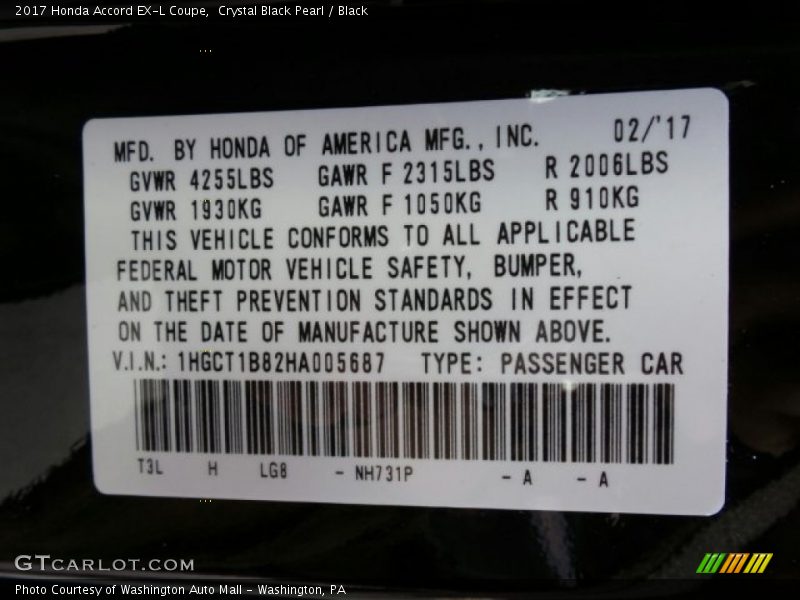 2017 Honda Accord EX-L Coupe,  Crystal Black Pearl / Black
MFD. BY HONDA OF AMERICA MFG., INC. 02/'17
GVWR 4255LBS GAWR F 2315LBS R 2006LBS
GVWR 1930KG GAWR F 1050KG R 910KG
THIS VEHICLE CONFORMS TO ALL APPLICABLE
FEDERAL MOTOR VEHICLE SAFETY, BUMPER,
AND THEFT PREVENTION STANDARDS IN EFFECT
ON THE DATE OF MANUFACTURE SHOWN ABOVE.
V.I.N.: 1HGCT1B82HA005687 TYPE: PASSENGER CAR
T3L H LG8 - NH731P - A - A
GTCARLOT.COM
Photo Courtesy of Washington Auto Mall - Washington, PA